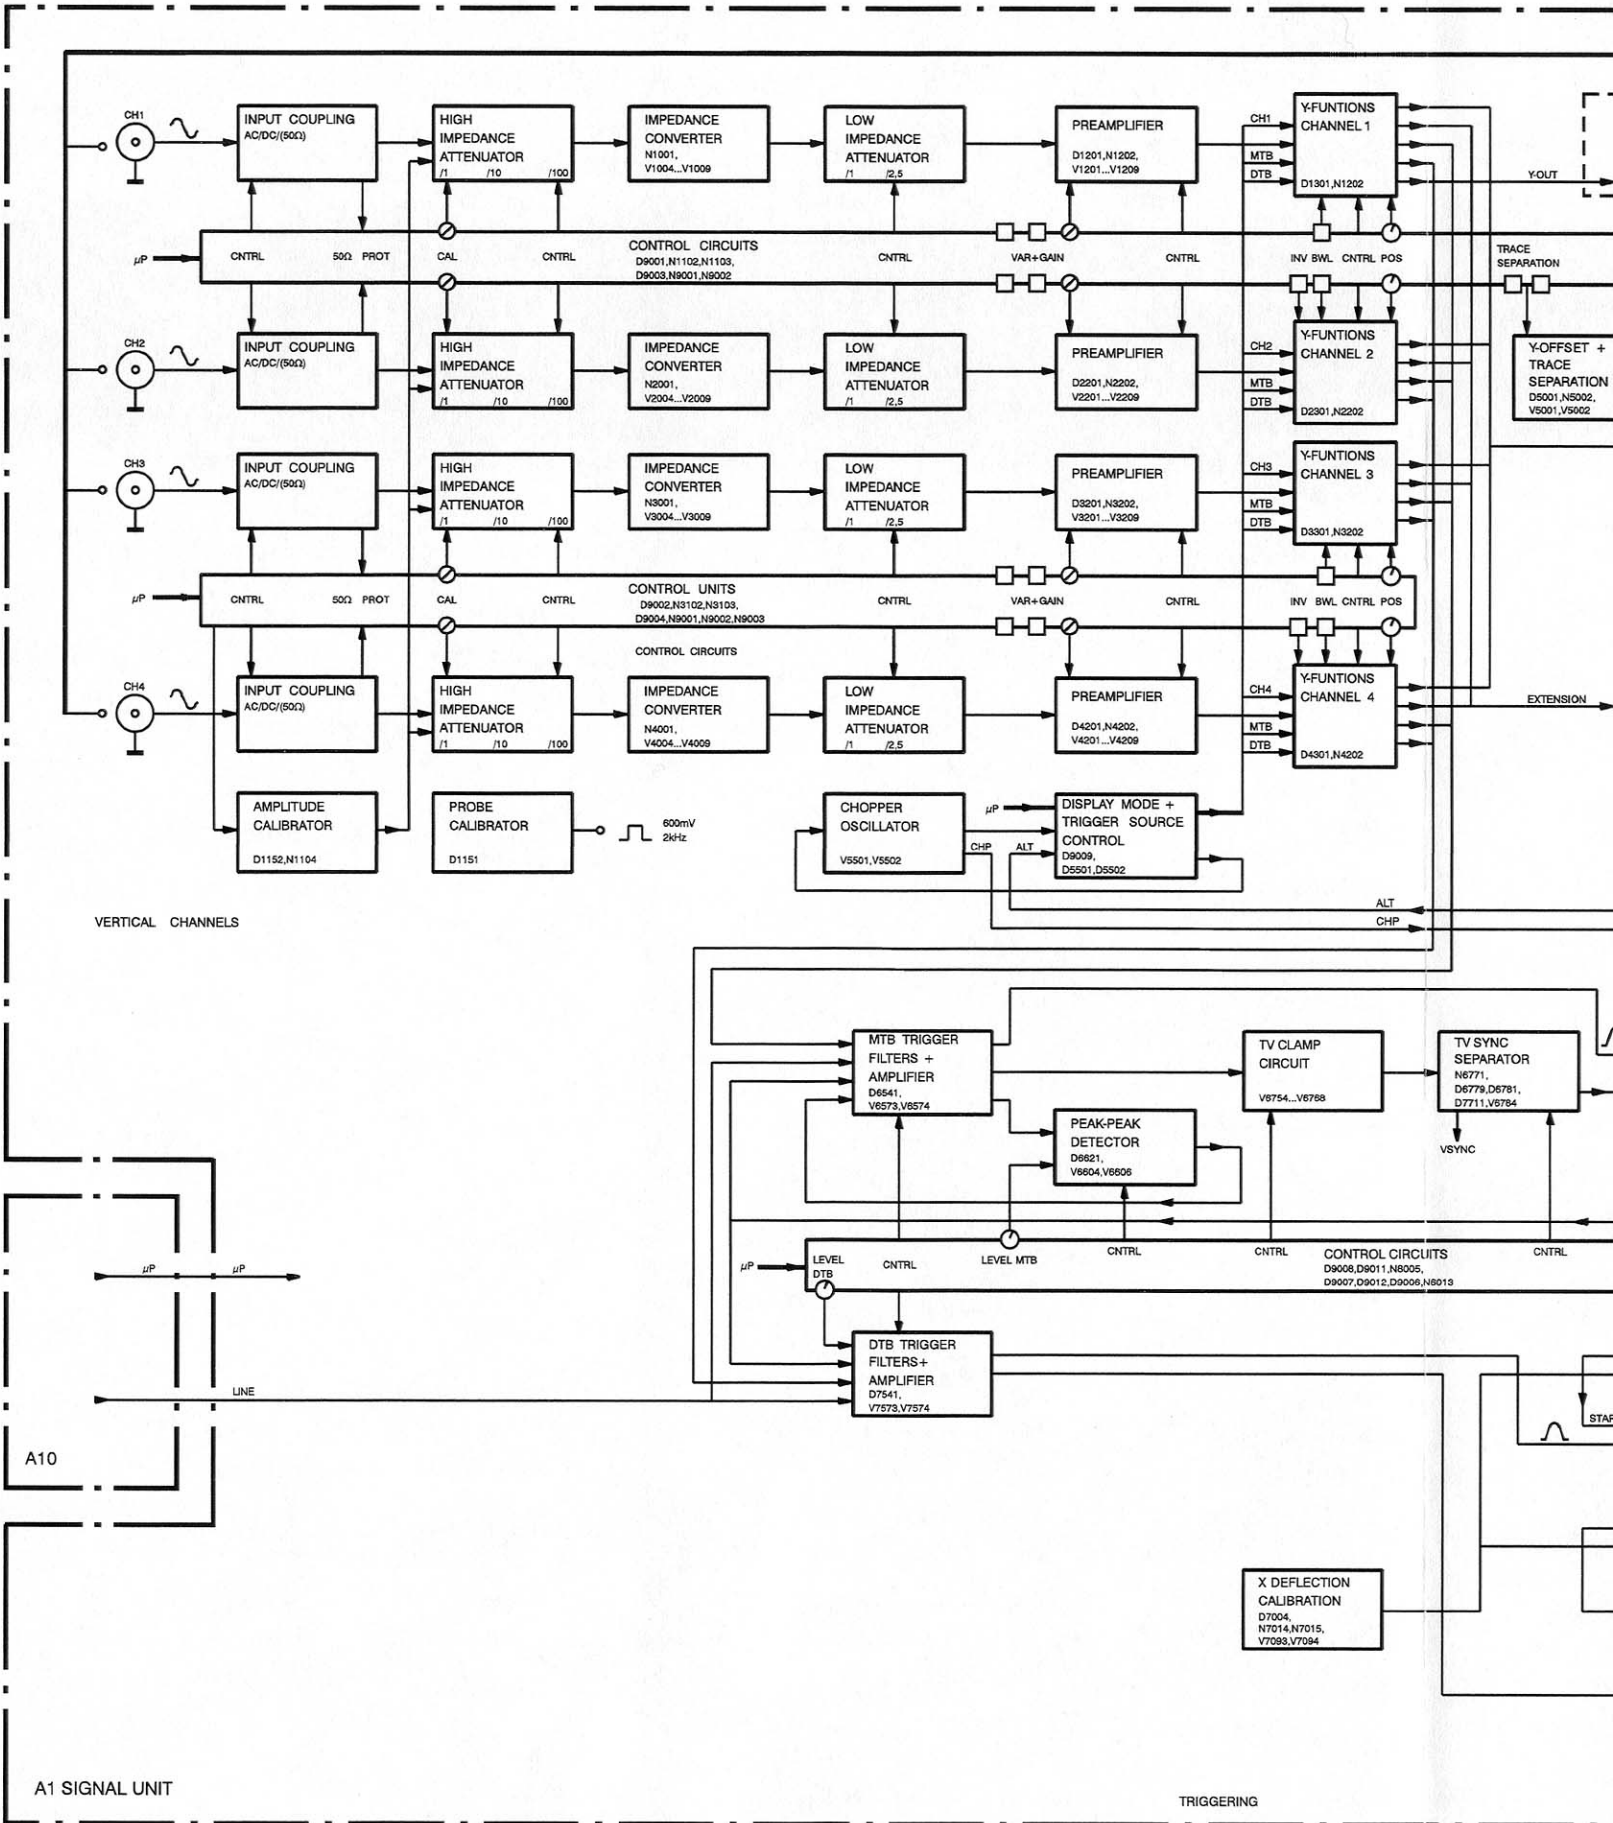 CH1
INPUT COUPLING
AC/DC/(50Ω)
HIGH
IMPEDANCE
ATTENUATOR
/1 /10 /100
IMPEDANCE
CONVERTER
N1001,
V1004...V1009
LOW
IMPEDANCE
ATTENUATOR
/1 /2,5
PREAMPLIFIER
D1201,N1202,
V1201...V1209
CH1
MTB
DTB
Y-FUNTIONS
CHANNEL 1
D1301,N1202
Y-OUT
µP
CNTRL
50Ω PROT
CAL
CNTRL
CONTROL CIRCUITS
D9001,N1102,N1103,
D9003,N9001,N9002
CNTRL
VAR+GAIN
CNTRL
INV BWL CNTRL POS
TRACE
SEPARATION
CH2
INPUT COUPLING
AC/DC/(50Ω)
HIGH
IMPEDANCE
ATTENUATOR
/1 /10 /100
IMPEDANCE
CONVERTER
N2001,
V2004...V2009
LOW
IMPEDANCE
ATTENUATOR
/1 /2,5
PREAMPLIFIER
D2201,N2202,
V2201...V2209
CH2
MTB
DTB
Y-FUNTIONS
CHANNEL 2
D2301,N2202
Y-OFFSET +
TRACE
SEPARATION
D5001,N5002,
V5001,V5002
CH3
INPUT COUPLING
AC/DC/(50Ω)
HIGH
IMPEDANCE
ATTENUATOR
/1 /10 /100
IMPEDANCE
CONVERTER
N3001,
V3004...V3009
LOW
IMPEDANCE
ATTENUATOR
/1 /2,5
PREAMPLIFIER
D3201,N3202,
V3201...V3209
CH3
MTB
DTB
Y-FUNTIONS
CHANNEL 3
D3301,N3202
µP
CNTRL
50Ω PROT
CAL
CNTRL
CONTROL UNITS
D9002,N3102,N3103,
D9004,N9001,N9002,N9003
CNTRL
VAR+GAIN
CNTRL
INV BWL CNTRL POS
CONTROL CIRCUITS
CH4
INPUT COUPLING
AC/DC/(50Ω)
HIGH
IMPEDANCE
ATTENUATOR
/1 /10 /100
IMPEDANCE
CONVERTER
N4001,
V4004...V4009
LOW
IMPEDANCE
ATTENUATOR
/1 /2,5
PREAMPLIFIER
D4201,N4202,
V4201...V4209
CH4
MTB
DTB
Y-FUNTIONS
CHANNEL 4
D4301,N4202
EXTENSION
AMPLITUDE
CALIBRATOR
D1152,N1104
PROBE
CALIBRATOR
D1151
600mV
2kHz
CHOPPER
OSCILLATOR
V5501,V5502
CHP
µP
ALT
DISPLAY MODE +
TRIGGER SOURCE
CONTROL
D9009,
D5501,D5502
ALT
CHP
VERTICAL CHANNELS
MTB TRIGGER
FILTERS +
AMPLIFIER
D6541,
V6573,V6574
PEAK-PEAK
DETECTOR
D6621,
V6604,V6606
TV CLAMP
CIRCUIT
V6754...V6768
TV SYNC
SEPARATOR
N6771,
D6779,D6781,
D7711,V6784
VSYNC
µP
LEVEL
DTB
CNTRL
LEVEL MTB
CNTRL
CNTRL
CONTROL CIRCUITS
D9008,D9011,N8005,
D9007,D9012,D9006,N8013
CNTRL
µP
µP
DTB TRIGGER
FILTERS+
AMPLIFIER
D7541,
V7573,V7574
LINE
A10
X DEFLECTION
CALIBRATION
D7004,
N7014,N7015,
V7093,V7094
A1 SIGNAL UNIT
TRIGGERING